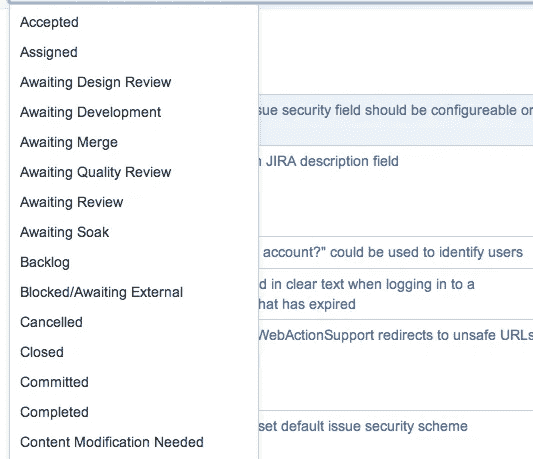 Accepted
Assigned
Awaiting Design Review
Awaiting Development
Awaiting Merge
Awaiting Quality Review
Awaiting Review
Awaiting Soak
Backlog
Blocked/Awaiting External
Cancelled
Closed
Committed
Completed
Content Modification Needed
sue security field should be configureable or
JIRA description field
account?" could be used to identify users
d in clear text when logging in to a
hat has expired
WebActionSupport redirects to unsafe URLs
set default issue security scheme